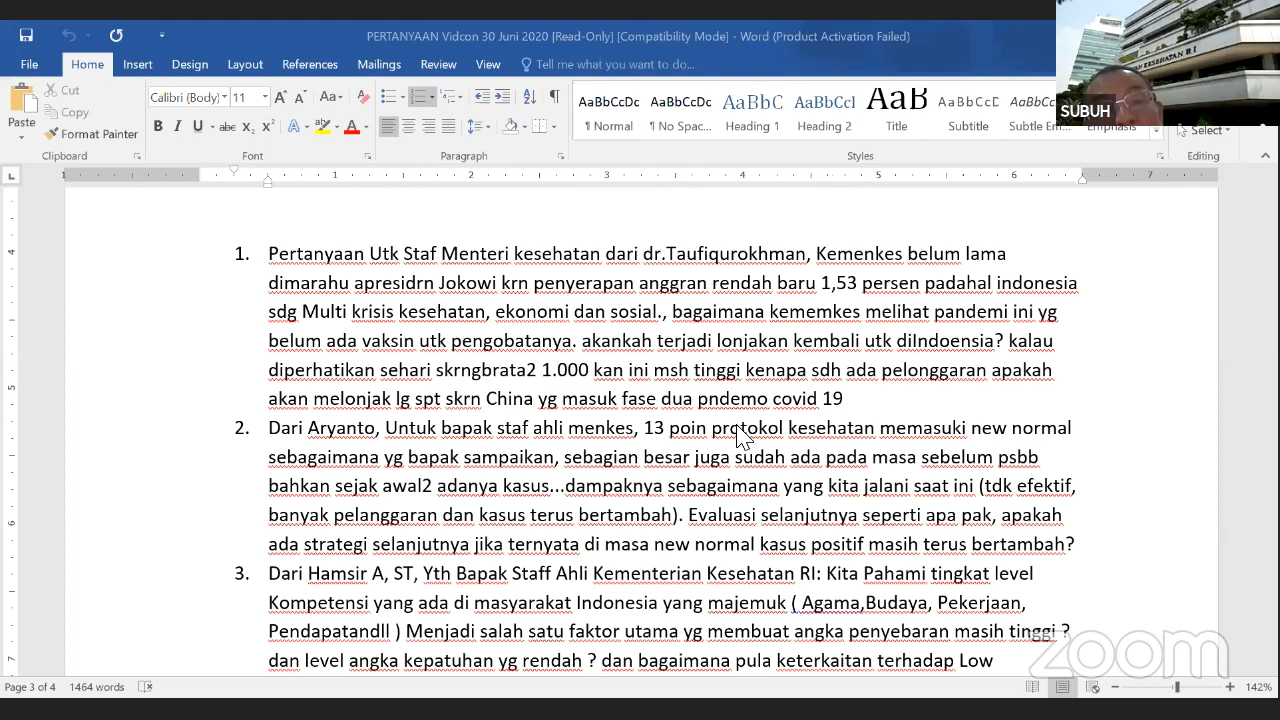 PERTANYAAN Vidcon 30 Juni 2020 [Read-Only] [Compatibility Mode] - Word (Product Activation Failed)
File Home Insert Design Layout References Mailings Review View Tell me what you want to do...
KESEHATAN RI
SUBUH
Cut
Copy
Format Painter
Paste
Clipboard
Calibri (Body) 11
Font
Paragraph
AaBbCcDc AaBbCcDc AaBbC AaBbCcI AaB AaBbCcD
¶ Normal ¶ No Spac... Heading 1 Heading 2 Title Subtitle Subtle Em...
Styles
Select
Editing
1 1 2 3 4 5 6 7
1. Pertanyaan Utk Staf Menteri kesehatan dari dr.Taufiqurokhman, Kemenkes belum lama
dimarahu apresidrn Jokowi krn penyerapan anggran rendah baru 1,53 persen padahal indonesia
sdg Multi krisis kesehatan, ekonomi dan sosial., bagaimana kememkes melihat pandemi ini yg
belum ada vaksin utk pengobatanya. akankah terjadi lonjakan kembali utk diIndoensia? kalau
diperhatikan sehari skrngbrata2 1.000 kan ini msh tinggi kenapa sdh ada pelonggaran apakah
akan melonjak lg spt skrn China yg masuk fase dua pndemo covid 19
2. Dari Aryanto, Untuk bapak staf ahli menkes, 13 poin protokol kesehatan memasuki new normal
sebagaimana yg bapak sampaikan, sebagian besar juga sudah ada pada masa sebelum psbb
bahkan sejak awal2 adanya kasus...dampaknya sebagaimana yang kita jalani saat ini (tdk efektif,
banyak pelanggaran dan kasus terus bertambah). Evaluasi selanjutnya seperti apa pak, apakah
ada strategi selanjutnya jika ternyata di masa new normal kasus positif masih terus bertambah?
3. Dari Hamsir A, ST, Yth Bapak Staff Ahli Kementerian Kesehatan RI: Kita Pahami tingkat level
Kompetensi yang ada di masyarakat Indonesia yang majemuk ( Agama,Budaya, Pekerjaan,
Pendapatandll ) Menjadi salah satu faktor utama yg membuat angka penyebaran masih tinggi ?
dan level angka kepatuhan yg rendah ? dan bagaimana pula keterkaitan terhadap Low
zoom
Page 3 of 4 1464 words 142%